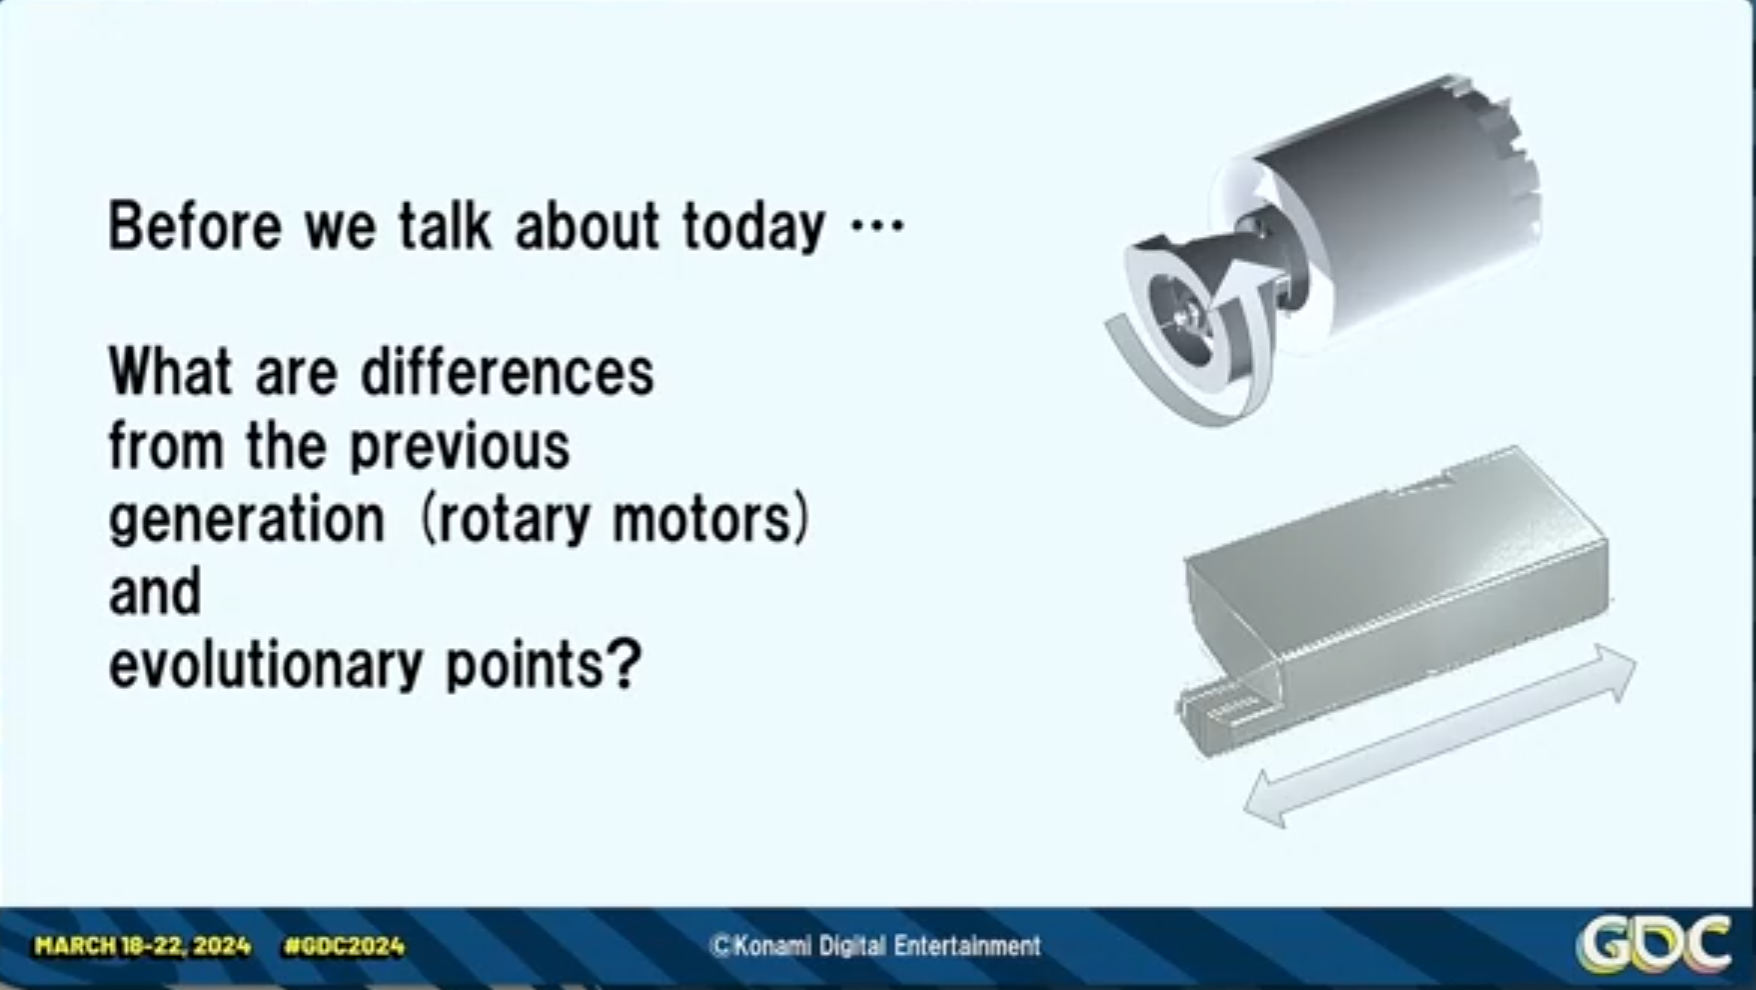 Before we talk about today …
What are differences
from the previous
generation（rotary motors）
and
evolutionary points?
MARCH 18-22, 2024 #GDC2024
©Konami Digital Entertainment
GDC